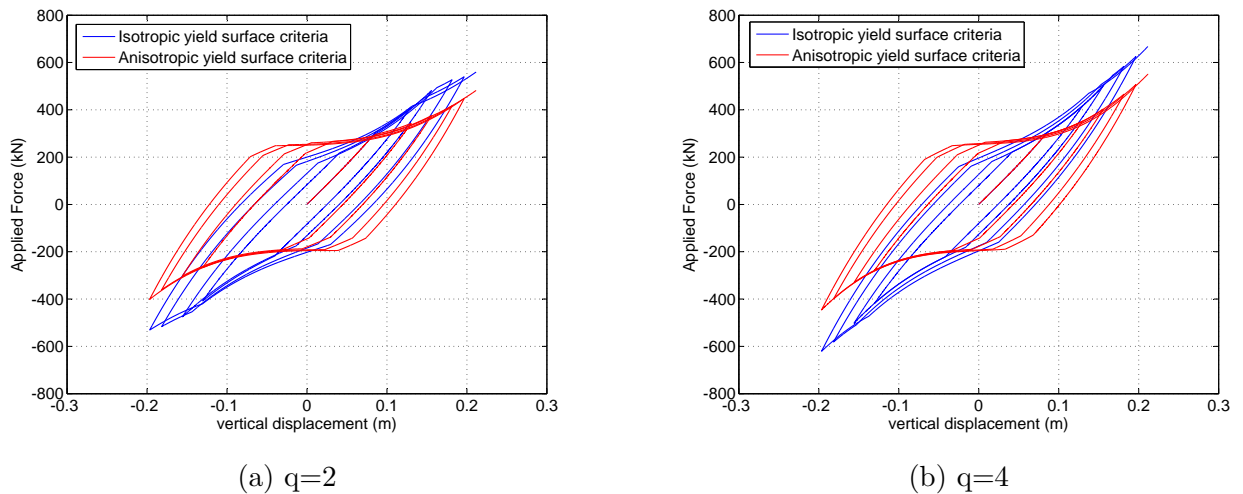 800
600
400
200
0
-200
-400
-600
-800
Applied Force (kN)
Isotropic yield surface criteria
Anisotropic yield surface criteria
-0.3 -0.2 -0.1 0 0.1 0.2 0.3
vertical displacement (m)
(a) q=2
800
600
400
200
0
-200
-400
-600
-800
Applied Force (kN)
Isotropic yield surface criteria
Anisotropic yield surface criteria
-0.3 -0.2 -0.1 0 0.1 0.2 0.3
vertical displacement (m)
(b) q=4